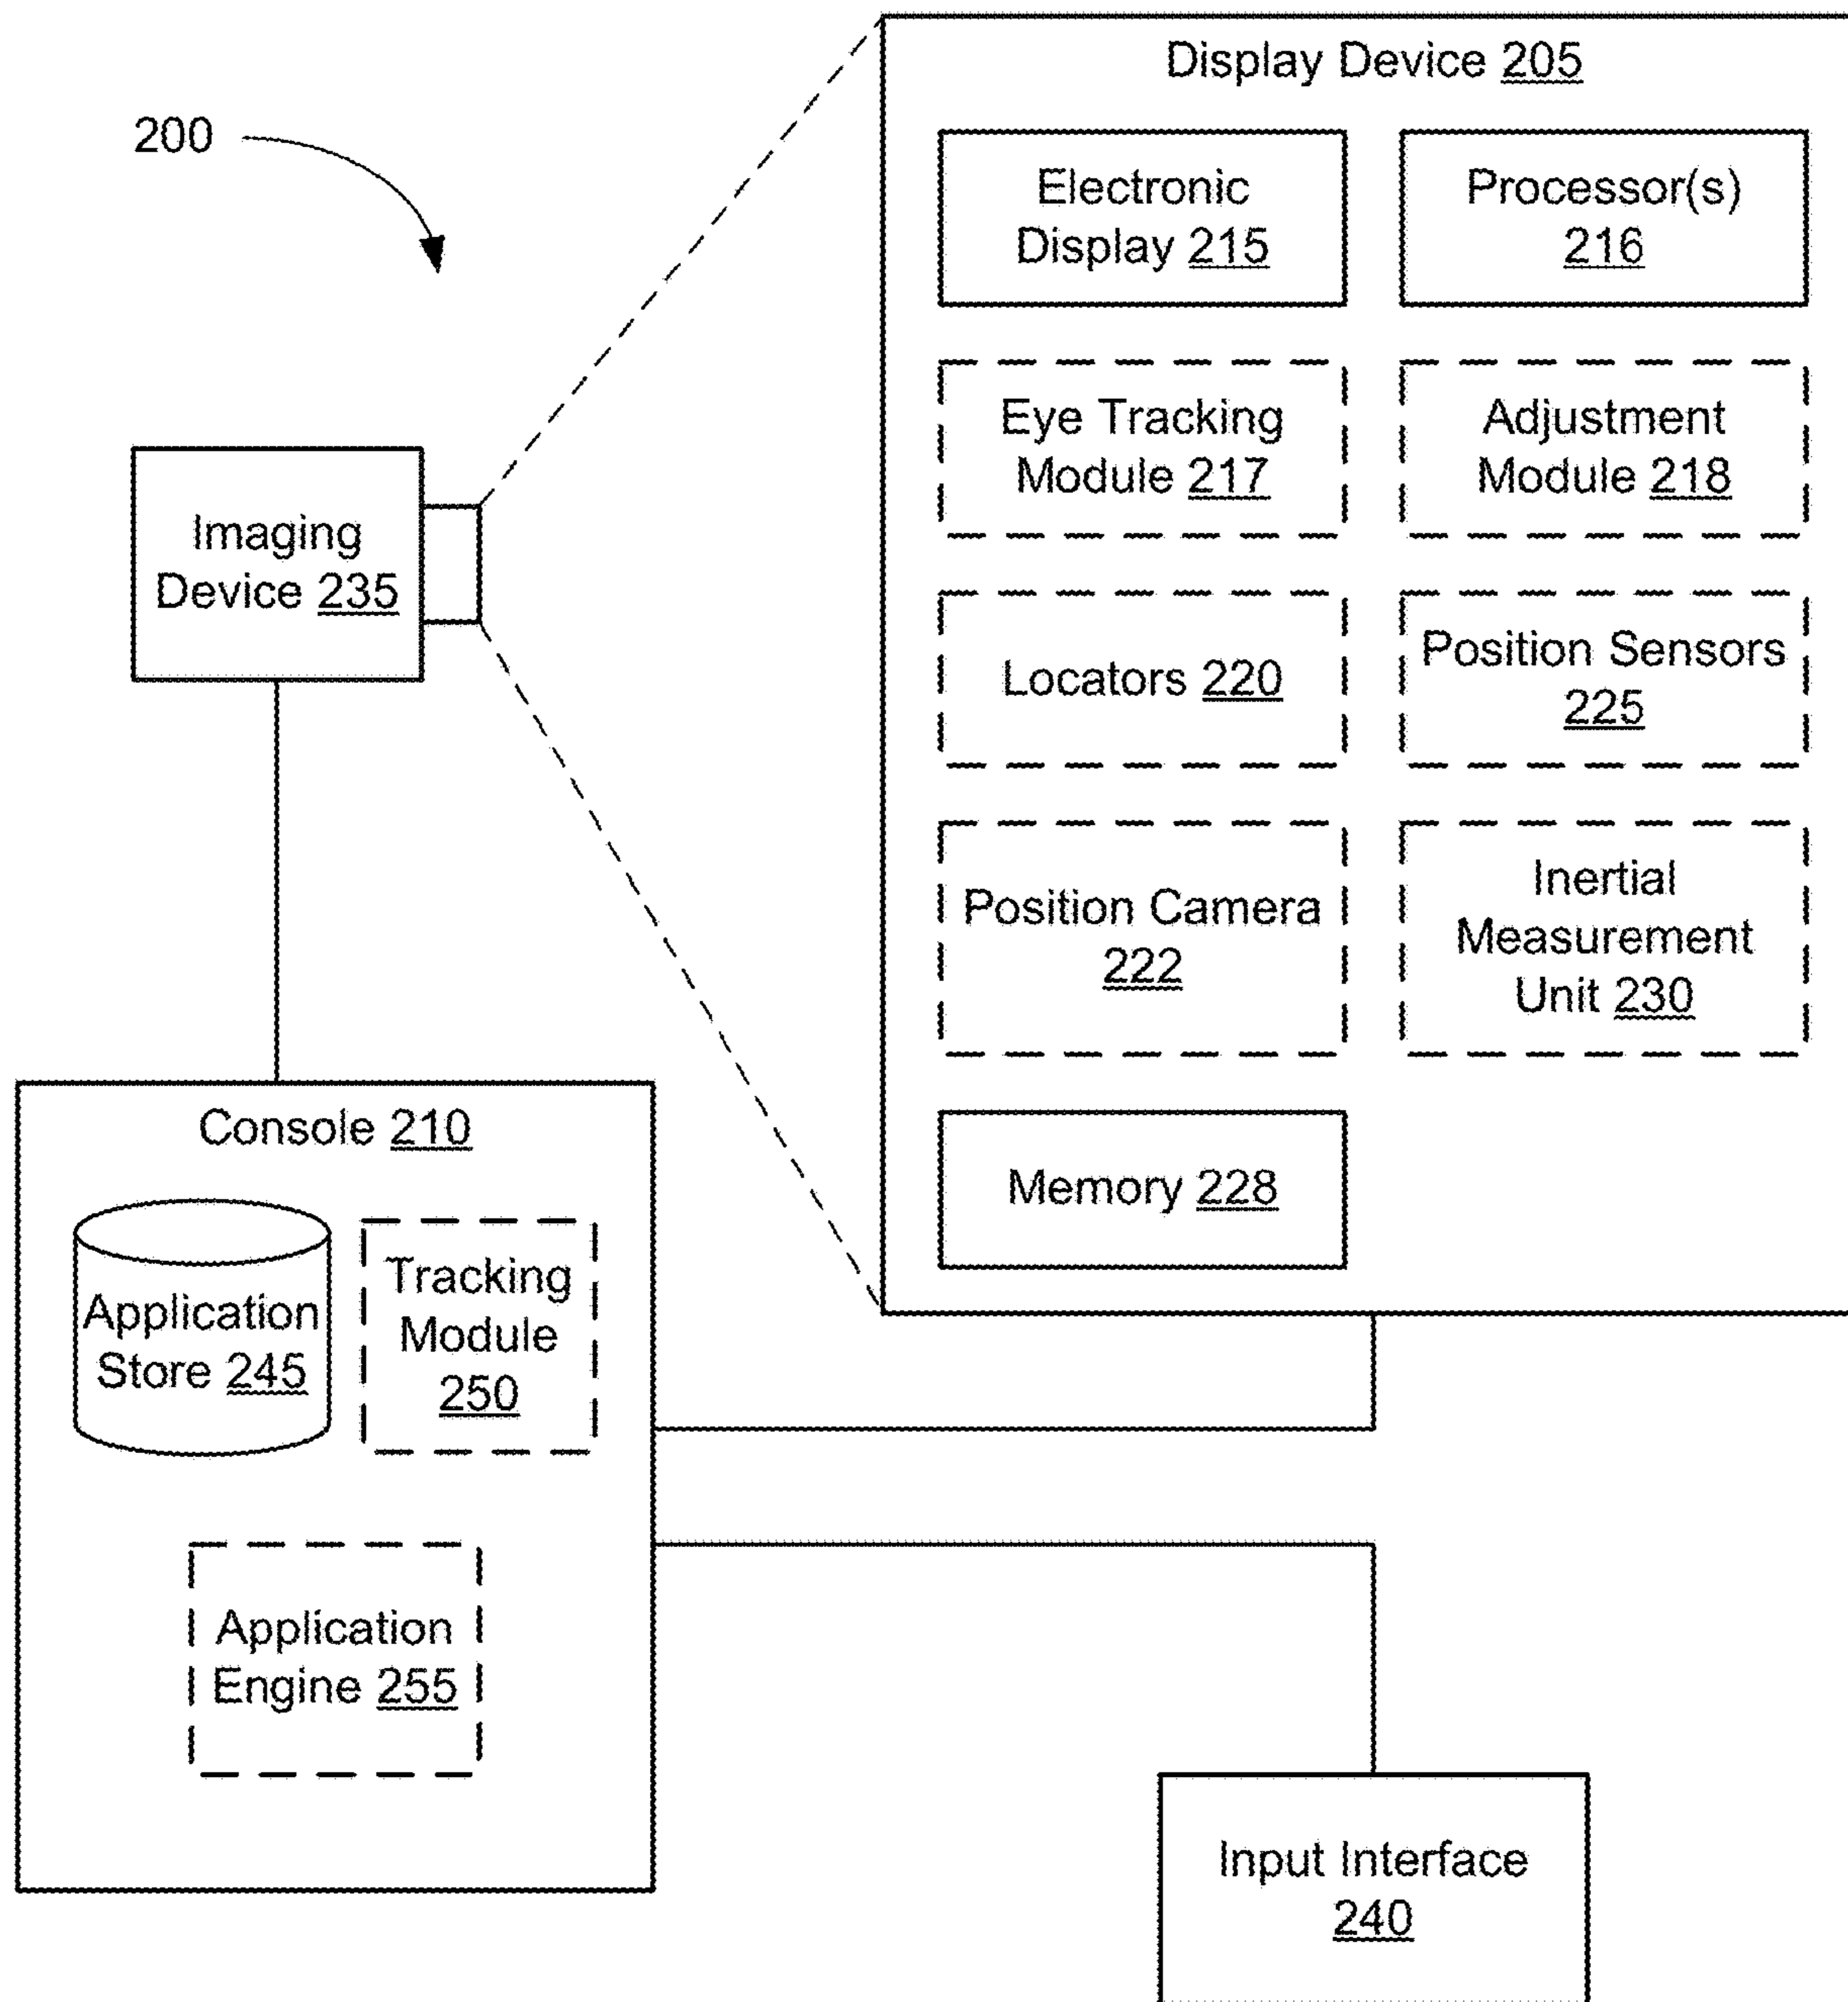 200
Display Device 205
Electronic
Display 215
Processor(s)
216
Eye Tracking
Module 217
Adjustment
Module 218
Imaging
Device 235
Locators 220
Position Sensors
225
Position Camera
222
Inertial
Measurement
Unit 230
Memory 228
Console 210
Application
Store 245
Tracking
Module
250
Application
Engine 255
Input Interface
240